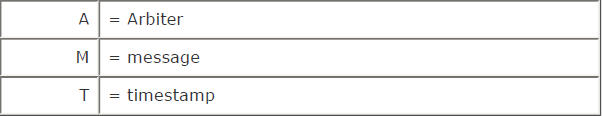 A = Arbiter
M = message
T = timestamp